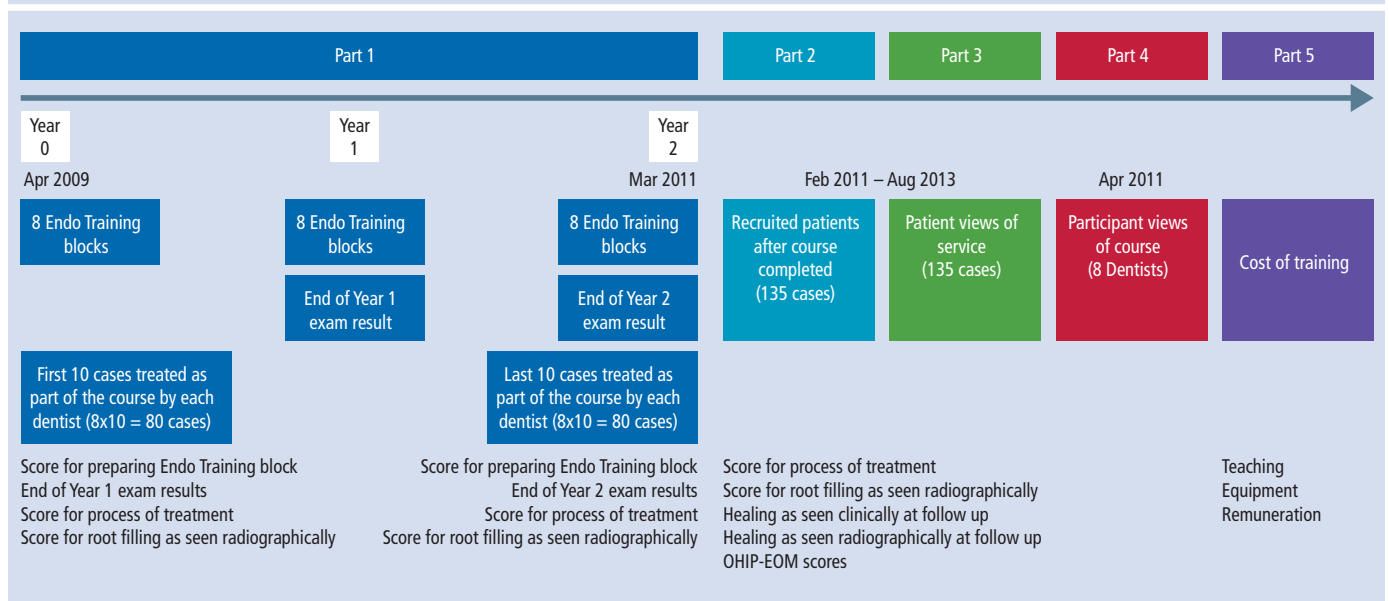 Part 1
Part 2
Part 3
Part 4
Part 5
Year
0
Year
1
Year
2
Apr 2009
Mar 2011
Feb 2011 – Aug 2013
Apr 2011
8 Endo Training
blocks
8 Endo Training
blocks
8 Endo Training
blocks
Recruited patients
after course
completed
(135 cases)
Patient views of
service
(135 cases)
Participant views
of course
(8 Dentists)
Cost of training
End of Year 1
exam result
End of Year 2
exam result
First 10 cases treated as
part of the course by each
dentist (8x10 = 80 cases)
Last 10 cases treated as
part of the course by each
dentist (8x10 = 80 cases)
Score for preparing Endo Training block
End of Year 1 exam results
Score for process of treatment
Score for root filling as seen radiographically
Score for preparing Endo Training block
End of Year 2 exam results
Score for process of treatment
Score for root filling as seen radiographically
Score for process of treatment
Score for root filling as seen radiographically
Healing as seen clinically at follow up
Healing as seen radiographically at follow up
OHIP-EOM scores
Teaching
Equipment
Remuneration